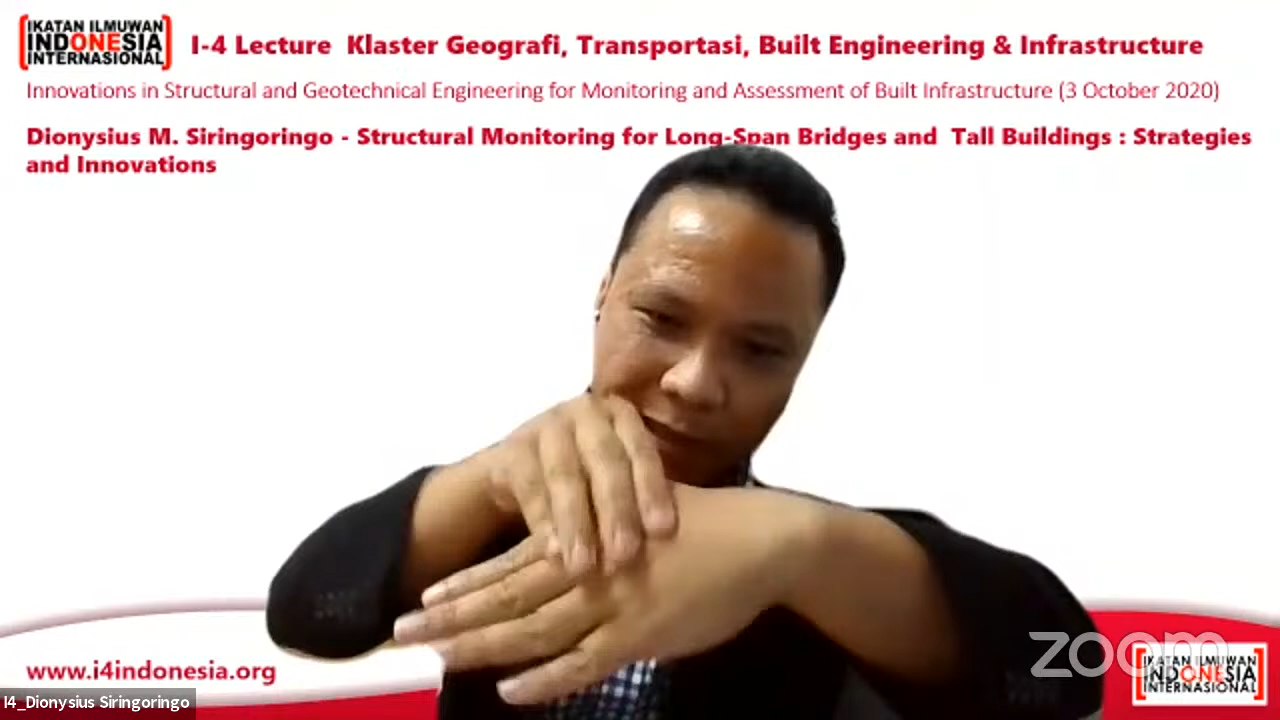 IKATAN ILMUWAN
INDONESIA
INTERNASIONAL
I-4 Lecture Klaster Geografi, Transportasi, Built Engineering & Infrastructure
Innovations in Structural and Geotechnical Engineering for Monitoring and Assessment of Built Infrastructure (3 October 2020)
Dionysius M. Siringoringo - Structural Monitoring for Long-Span Bridges and Tall Buildings : Strategies
and Innovations
www.i4indonesia.org
I4_Dionysius Siringoringo
zoom
IKATAN ILMUWAN
INDONESIA
INTERNASIONAL